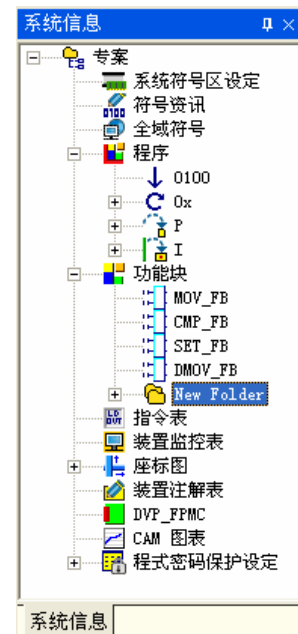 系统信息
专案
系统符号区设定
符号资讯
全域符号
程序
O100
Ox
P
I
功能块
MOV_FB
CMP_FB
SET_FB
DMOV_FB
New Folder
指令表
装置监控表
座标图
装置注解表
DVP_FPMC
CAM 图表
程式密码保护设定
系统信息